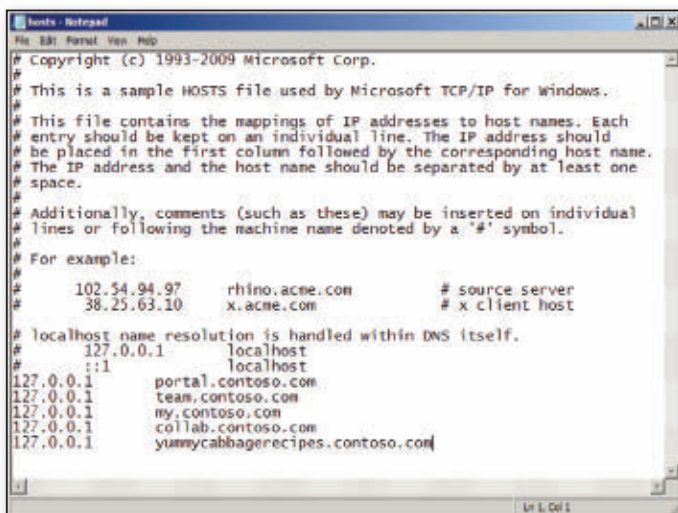 hosts - Notepad
File Edit Format View Help
# Copyright (c) 1993-2009 Microsoft Corp.
#
# This is a sample HOSTS file used by Microsoft TCP/IP for Windows.
#
# This file contains the mappings of IP addresses to host names. Each
# entry should be kept on an individual line. The IP address should
# be placed in the first column followed by the corresponding host name.
# The IP address and the host name should be separated by at least one
# space.
#
# Additionally, comments (such as these) may be inserted on individual
# lines or following the machine name denoted by a '#' symbol.
#
# For example:
#
# 102.54.94.97 rhino.acme.com # source server
# 38.25.63.10 x.acme.com # x client host

# localhost name resolution is handled within DNS itself.
# 127.0.0.1 localhost
# ::1 localhost
127.0.0.1 portal.contoso.com
127.0.0.1 team.contoso.com
127.0.0.1 my.contoso.com
127.0.0.1 collab.contoso.com
127.0.0.1 yummycabbagerecipes.contoso.com
Ln 1, Col 1